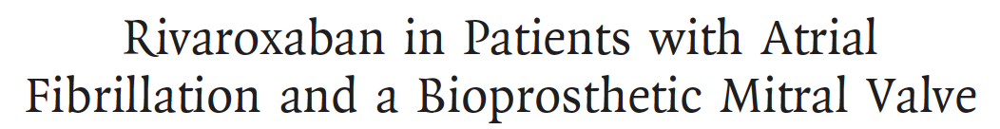 Rivaroxaban in Patients with Atrial
Fibrillation and a Bioprosthetic Mitral Valve